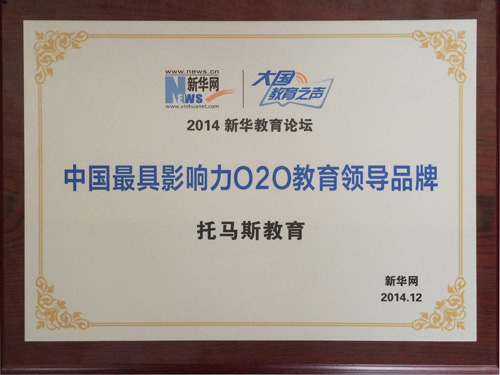 www.news.cn
新华网
NEWS
www.xinhuanet.com
大国
教育之声
2014 新华教育论坛
中国最具影响力O2O教育领导品牌
托马斯教育
新华网
2014.12